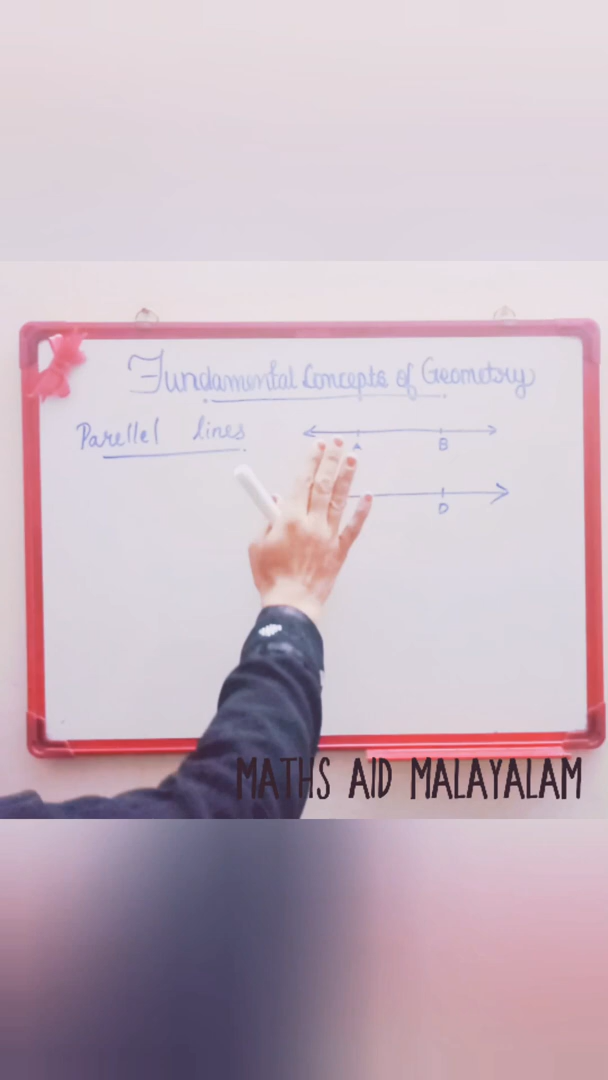 Fundamental Concepts of Geometry
Parellel lines
A B
D
MATHS AID MALAYALAM